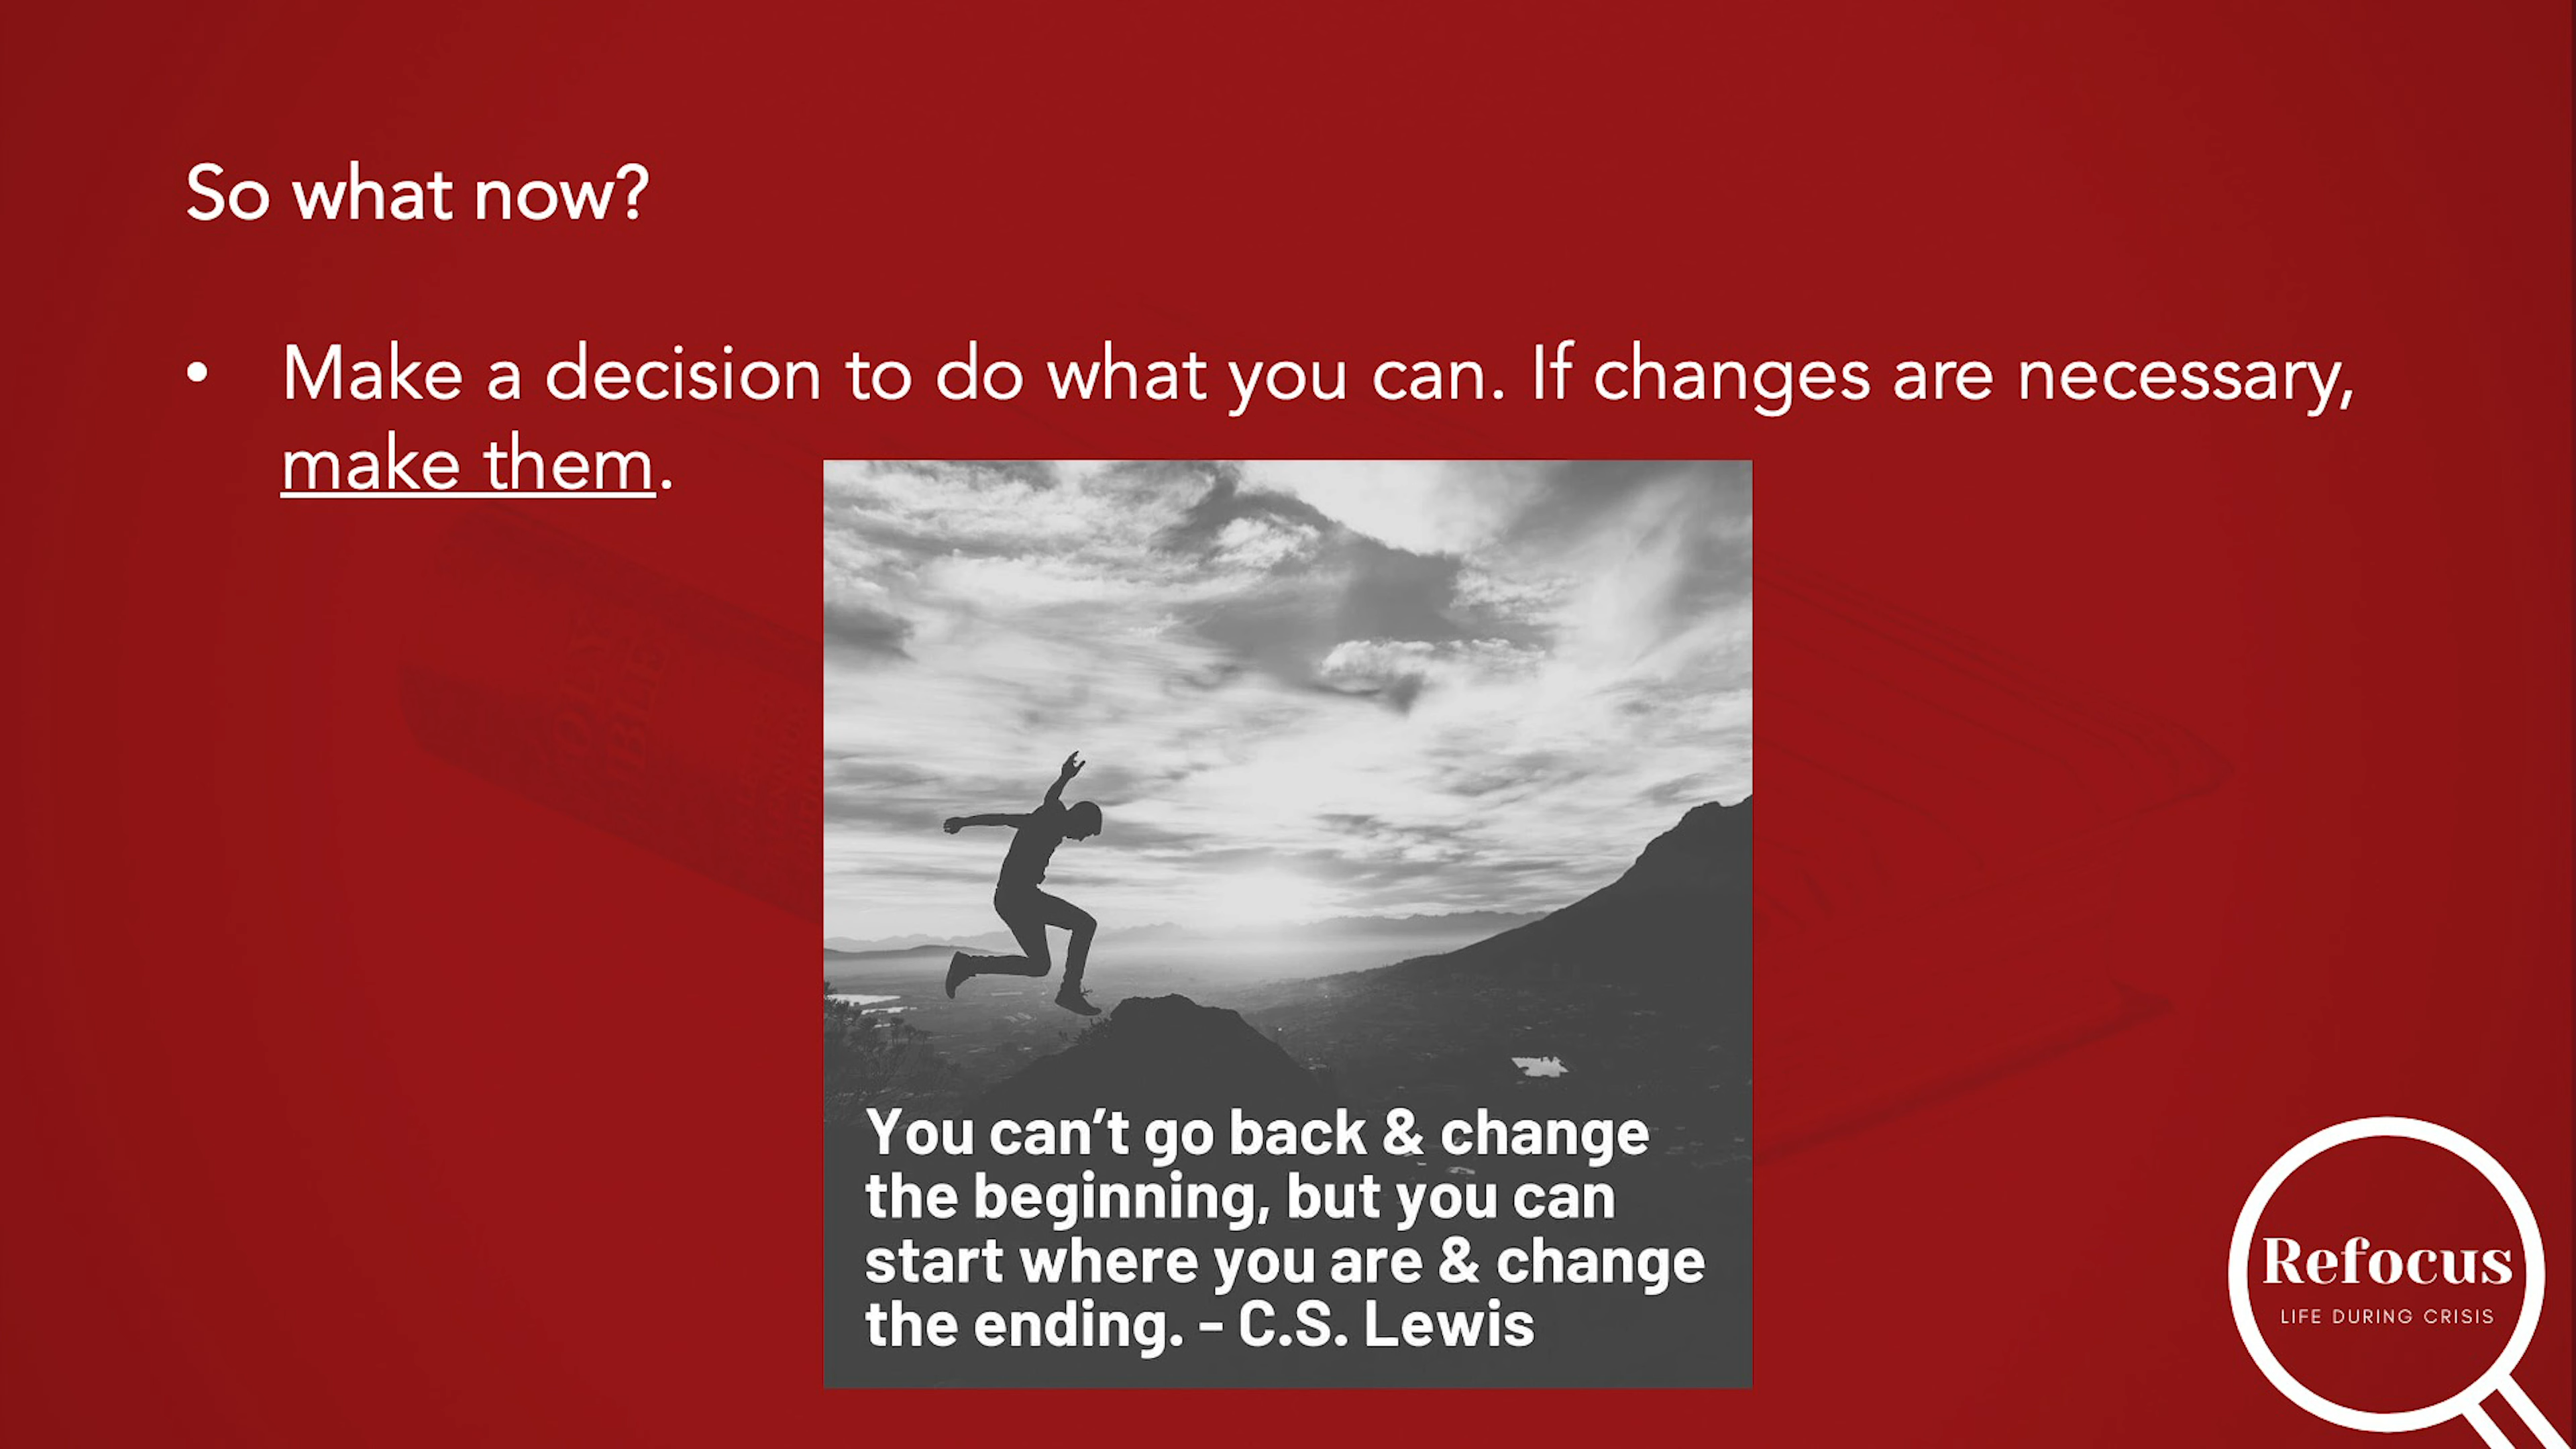 So what now?
• Make a decision to do what you can. If changes are necessary,
make them.
HOLY
BIBLE
You can't go back & change
the beginning, but you can
start where you are & change
the ending. - C.S. Lewis
Refocus
LIFE DURING CRISIS